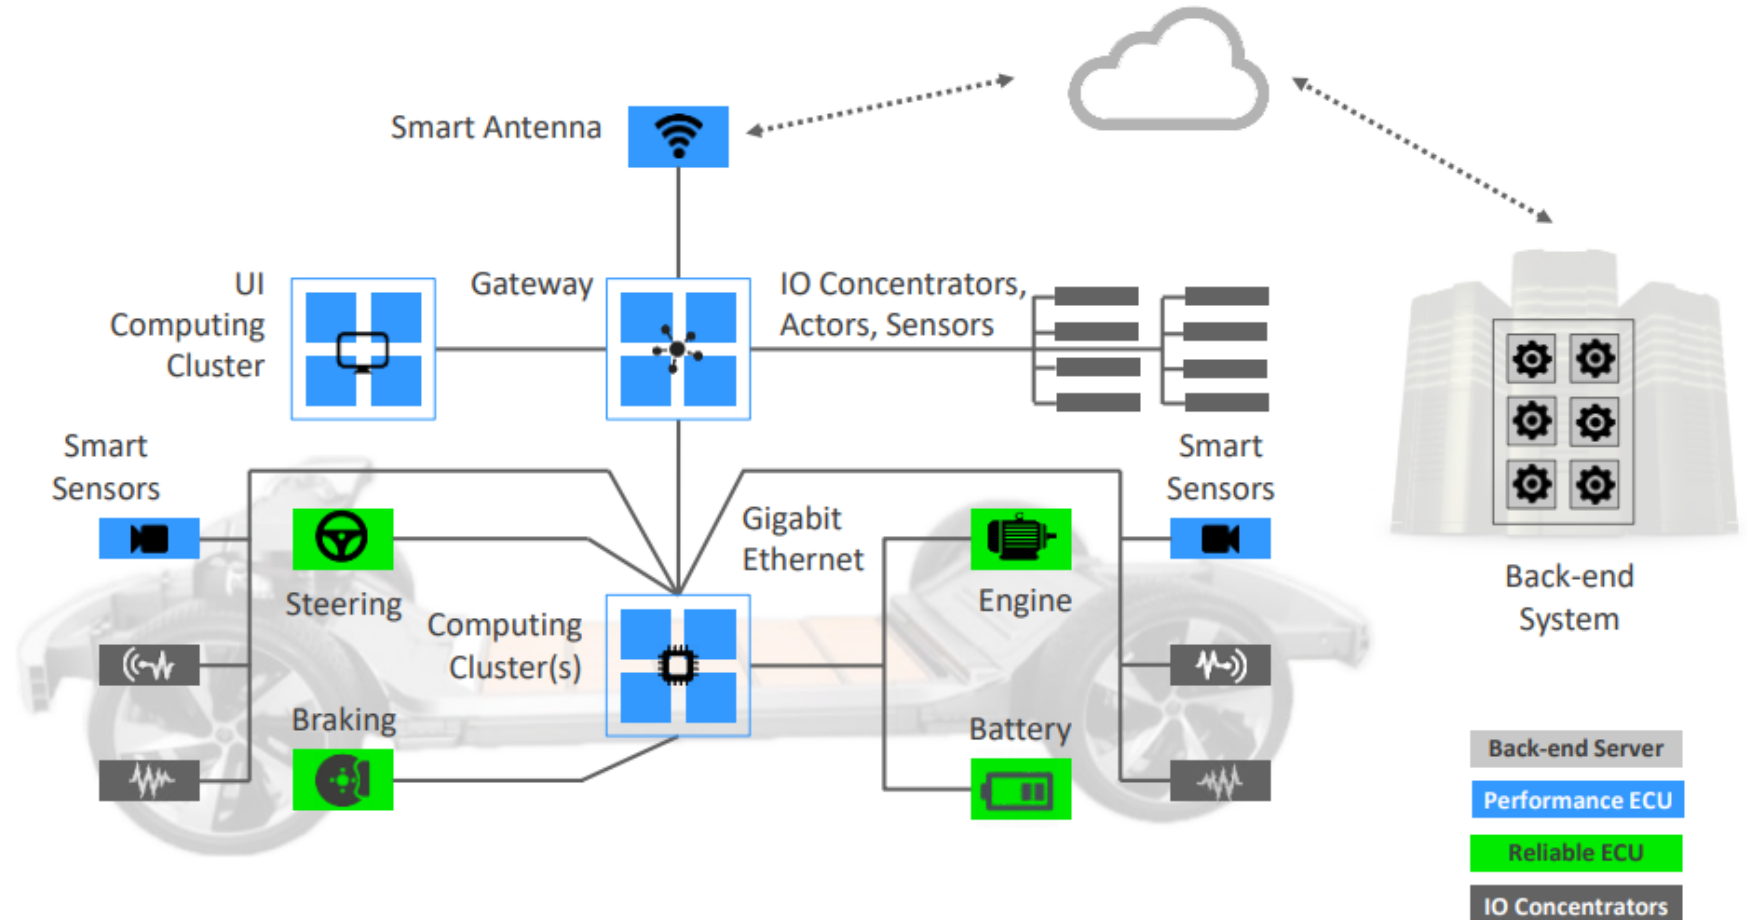 Smart Antenna
UI
Computing
Cluster
Gateway
IO Concentrators,
Actors, Sensors
Smart
Sensors
Smart
Sensors
Gigabit
Ethernet
Steering
Engine
Computing
Cluster(s)
Braking
Battery
Back-end
System
Back-end Server
Performance ECU
Reliable ECU
IO Concentrators